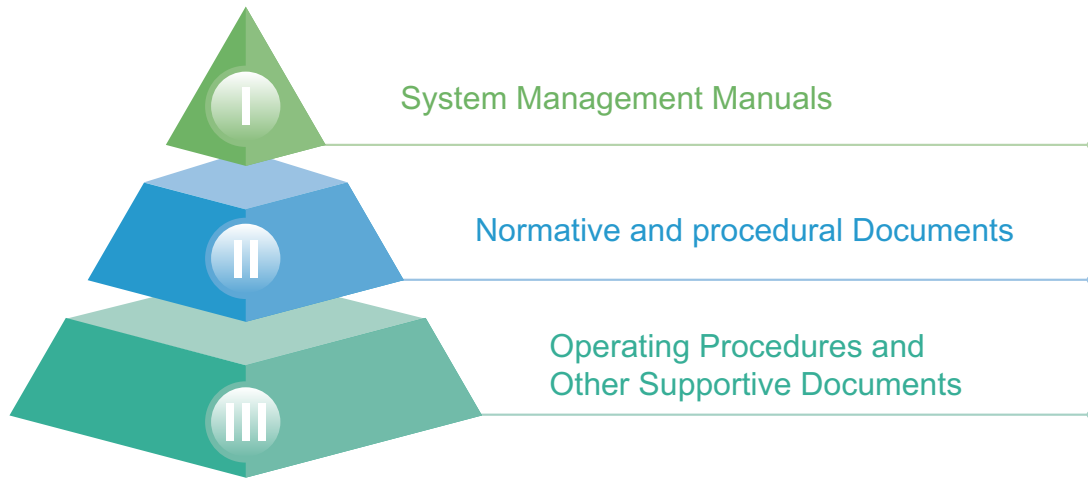 I
System Management Manuals
II
Normative and procedural Documents
III
Operating Procedures and
Other Supportive Documents